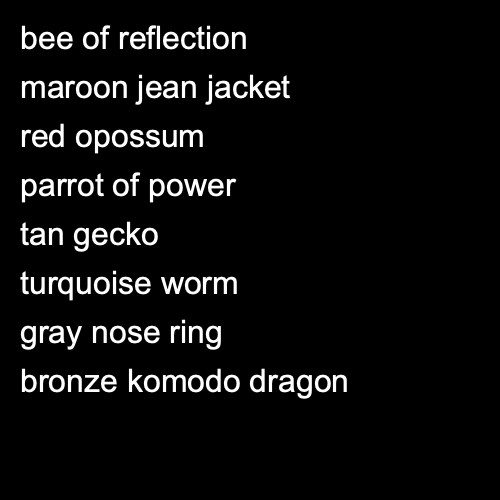 bee of reflection
maroon jean jacket
red opossum
parrot of power
tan gecko
turquoise worm
gray nose ring
bronze komodo dragon